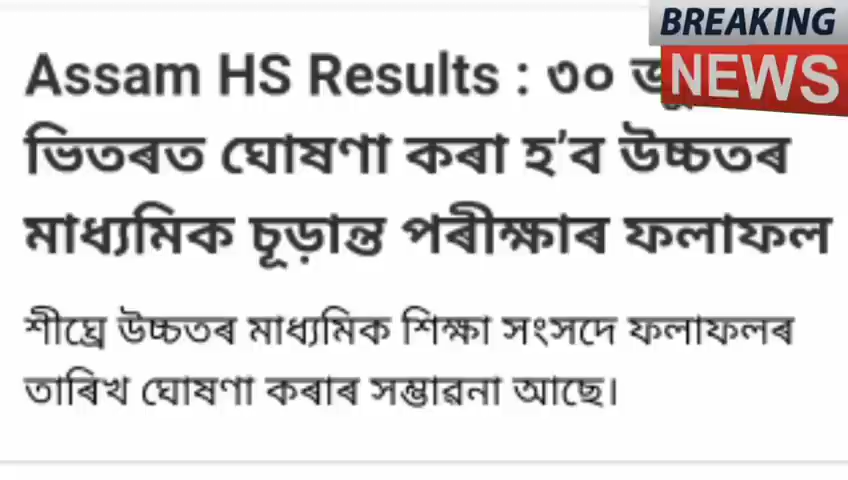 BREAKING
NEWS
Assam HS Results : ৩০
ভিতৰত ঘোষণা কৰা হ'ব উচ্চতৰ
মাধ্যমিক চূড়ান্ত পৰীক্ষাৰ ফলাফল
শীঘ্ৰে উচ্চতৰ মাধ্যমিক শিক্ষা সংসদে ফলাফলৰ
তাৰিখ ঘোষণা কৰাৰ সম্ভাৱনা আছে।